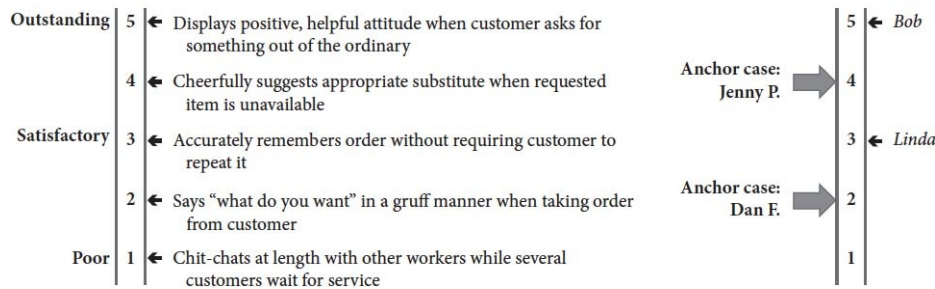 Outstanding 5 ← Displays positive, helpful attitude when customer asks for
something out of the ordinary
4 ← Cheerfully suggests appropriate substitute when requested
item is unavailable
Satisfactory 3 ← Accurately remembers order without requiring customer to
repeat it
2 ← Says “what do you want” in a gruff manner when taking order
from customer
Poor 1 ← Chit-chats at length with other workers while several
customers wait for service
5 ← Bob
Anchor case:
Jenny P.
4
3 ← Linda
Anchor case:
Dan F.
2
1